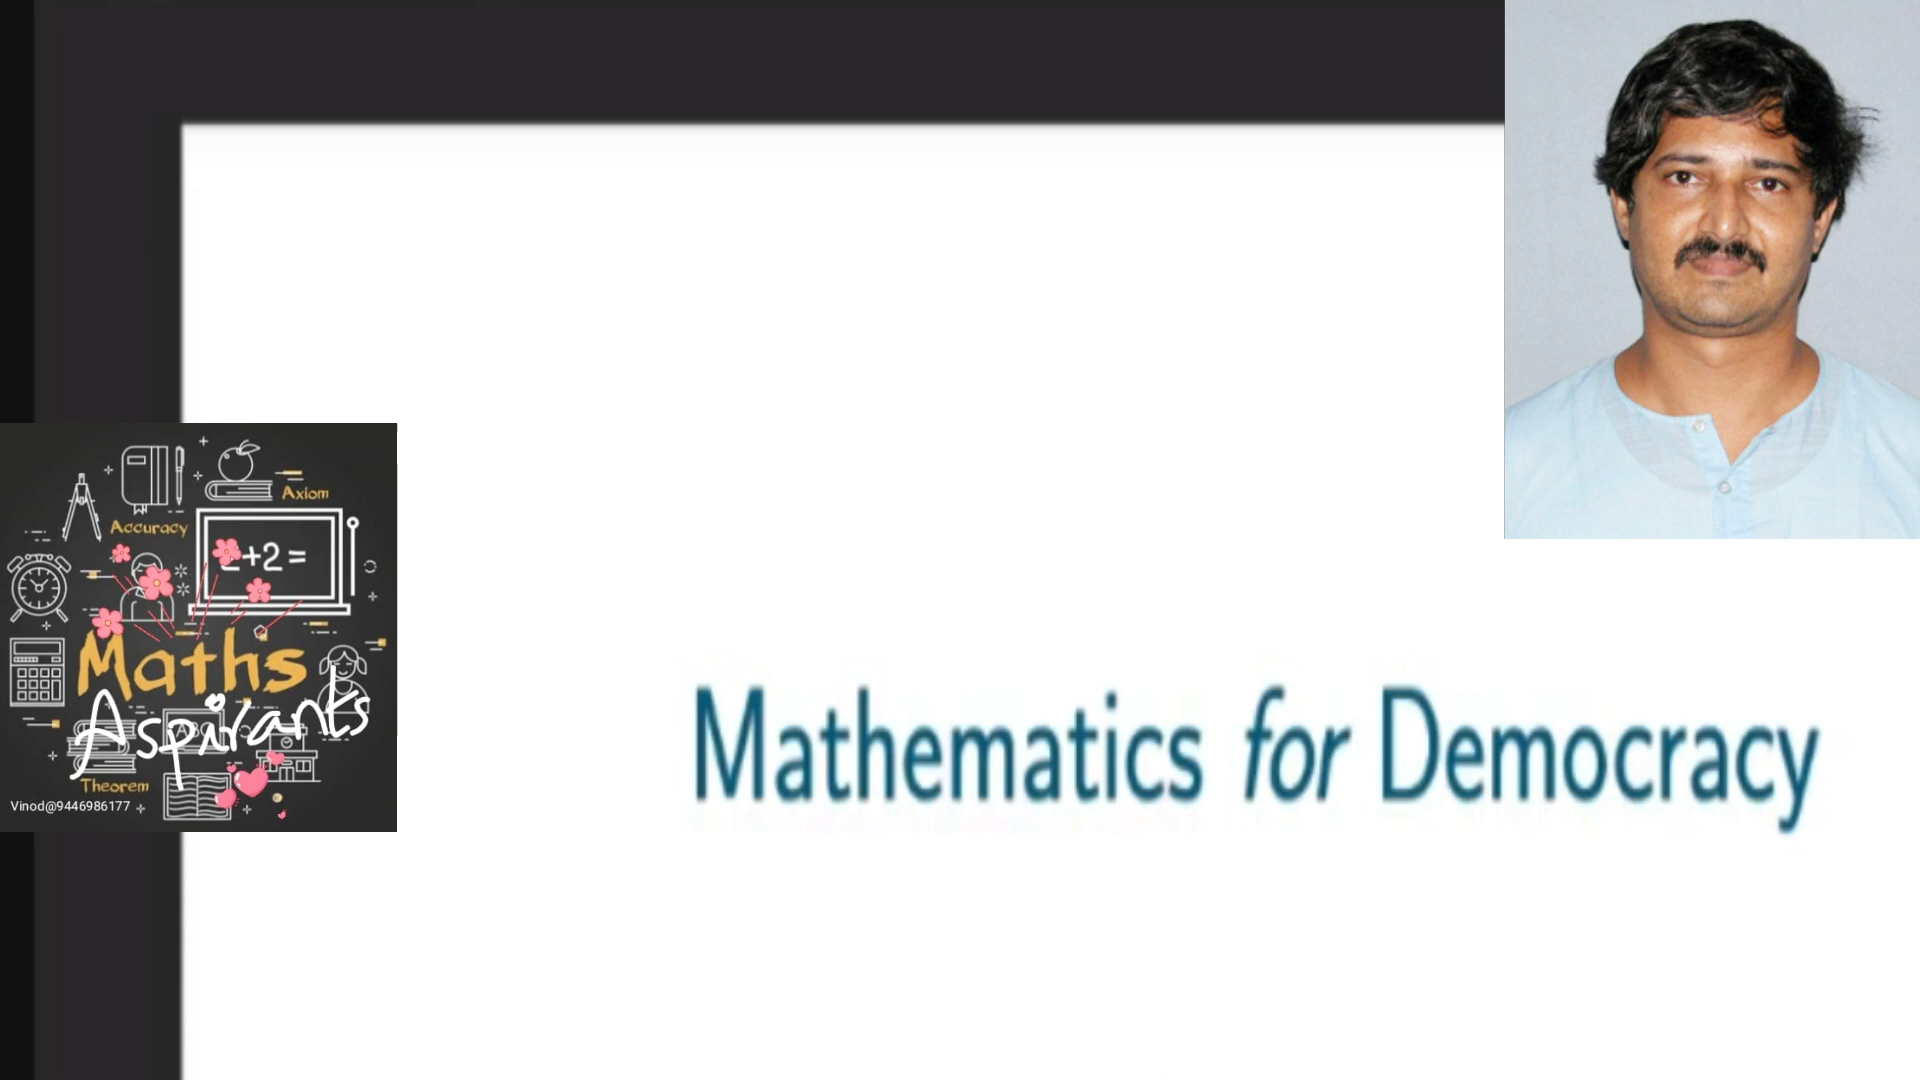 Axiom
Accuracy
+2 =
Maths
Aspirants
Theorem
Vinod@9446986177
Mathematics for Democracy